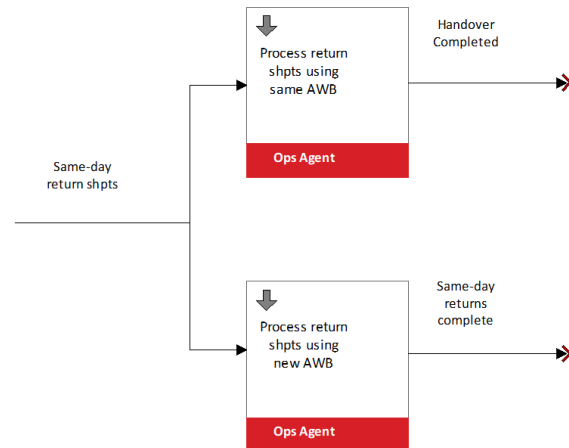 Handover
Completed
Process return
shpts using
same AWB
Ops Agent
Same-day
return shpts
Same-day
returns
complete
Process return
shpts using
new AWB
Ops Agent